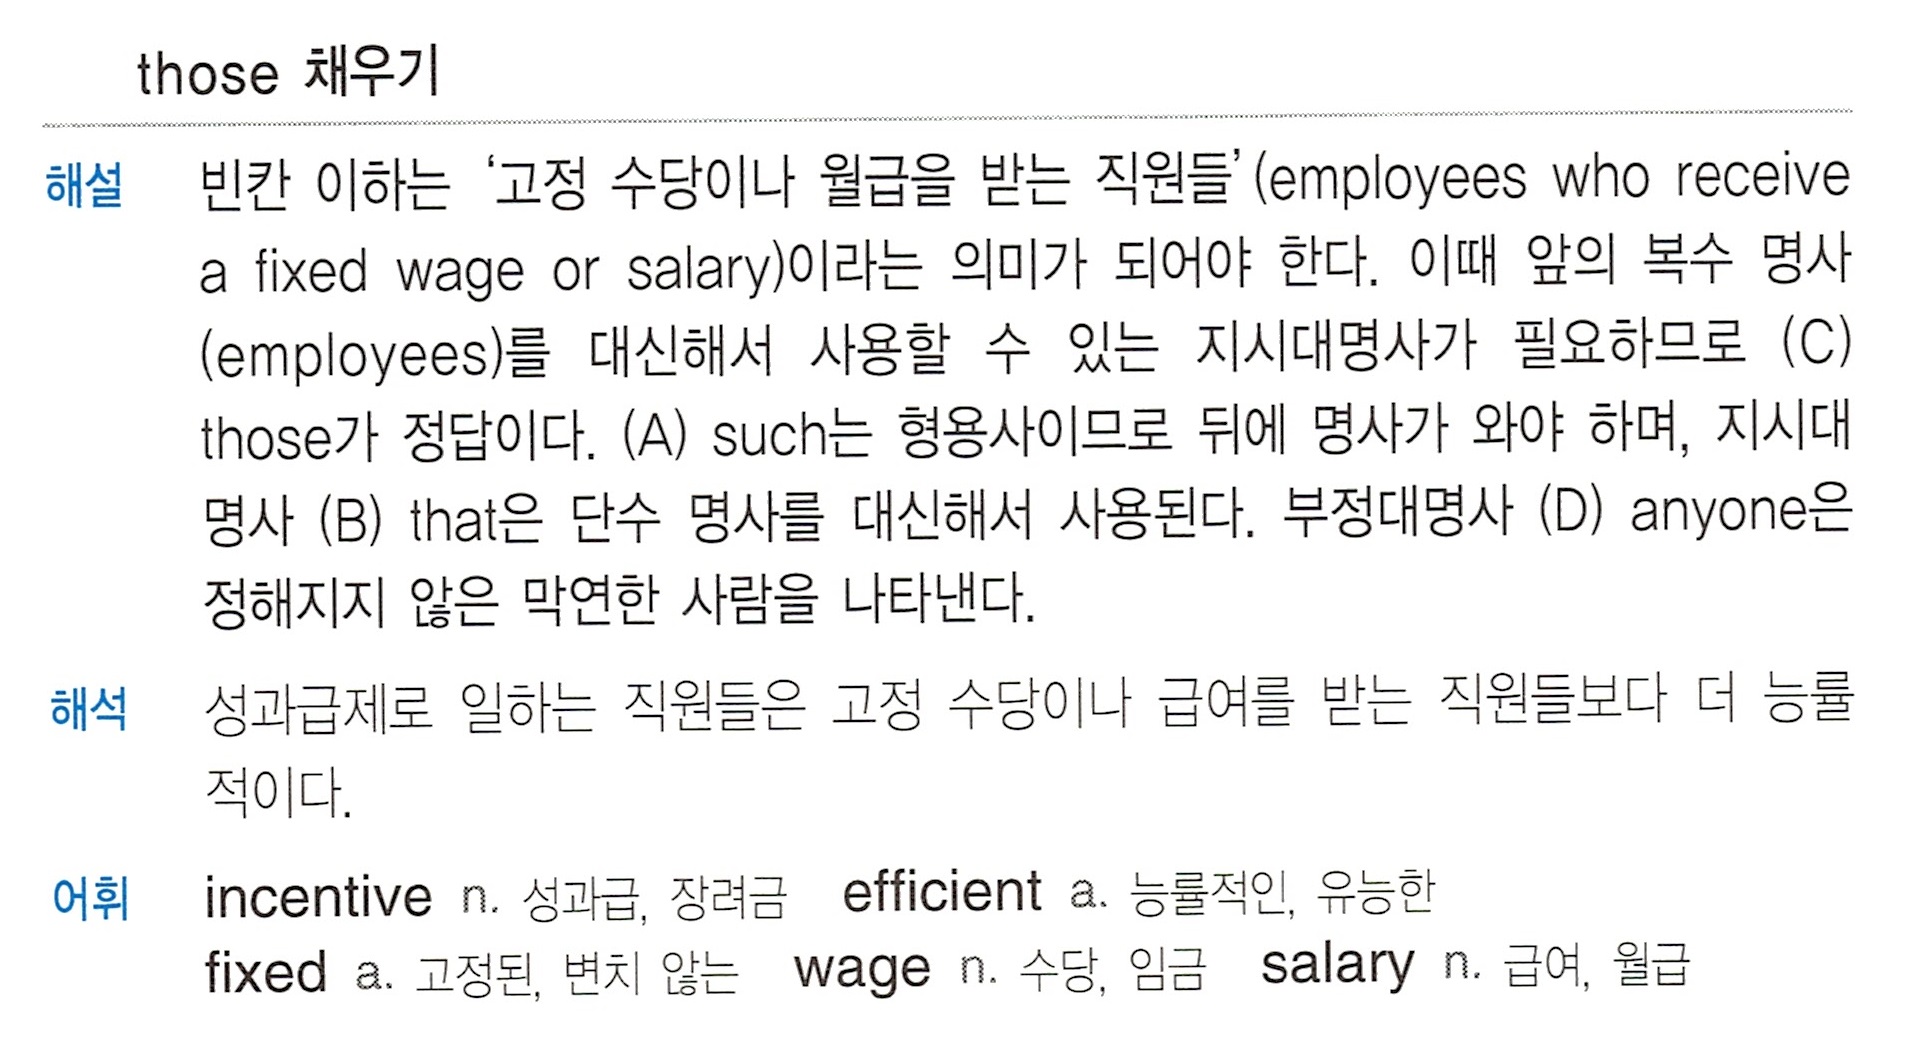 those 채우기
해설 빈칸 이하는 ‘고정 수당이나 월급을 받는 직원들’(employees who receive
a fixed wage or salary)이라는 의미가 되어야 한다. 이때 앞의 복수 명사
(employees)를 대신해서 사용할 수 있는 지시대명사가 필요하므로 (C)
those가 정답이다. (A) such는 형용사이므로 뒤에 명사가 와야 하며, 지시대
명사 (B) that은 단수 명사를 대신해서 사용된다. 부정대명사 (D) anyone은
정해지지 않은 막연한 사람을 나타낸다.
해석 성과급제로 일하는 직원들은 고정 수당이나 급여를 받는 직원들보다 더 능률
적이다.
어휘 incentive n. 성과급, 장려금 efficient a. 능률적인, 유능한
fixed a. 고정된, 변치 않는 wage n. 수당, 임금 salary n. 급여, 월급